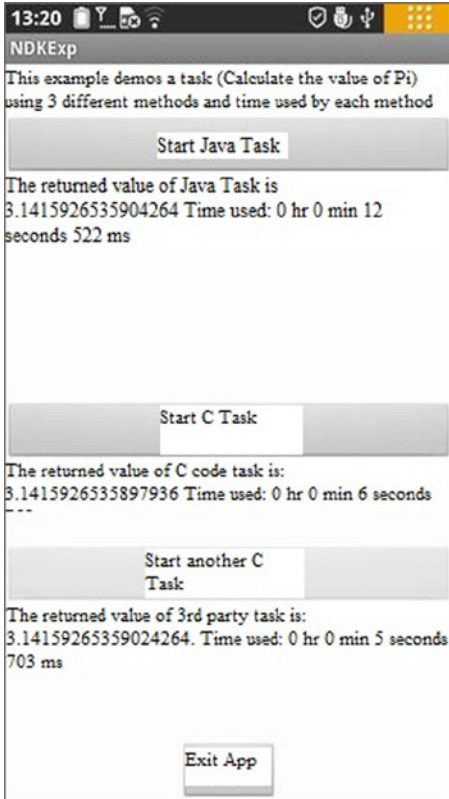 13:20
NDKExp
This example demos a task (Calculate the value of Pi)
using 3 different methods and time used by each method
Start Java Task
The returned value of Java Task is
3.1415926535904264 Time used: 0 hr 0 min 12
seconds 522 ms
Start C Task
The returned value of C code task is:
3.1415926535897936 Time used: 0 hr 0 min 6 seconds
Start another C
Task
The returned value of 3rd party task is:
3.14159265359024264. Time used: 0 hr 0 min 5 seconds
703 ms
Exit App